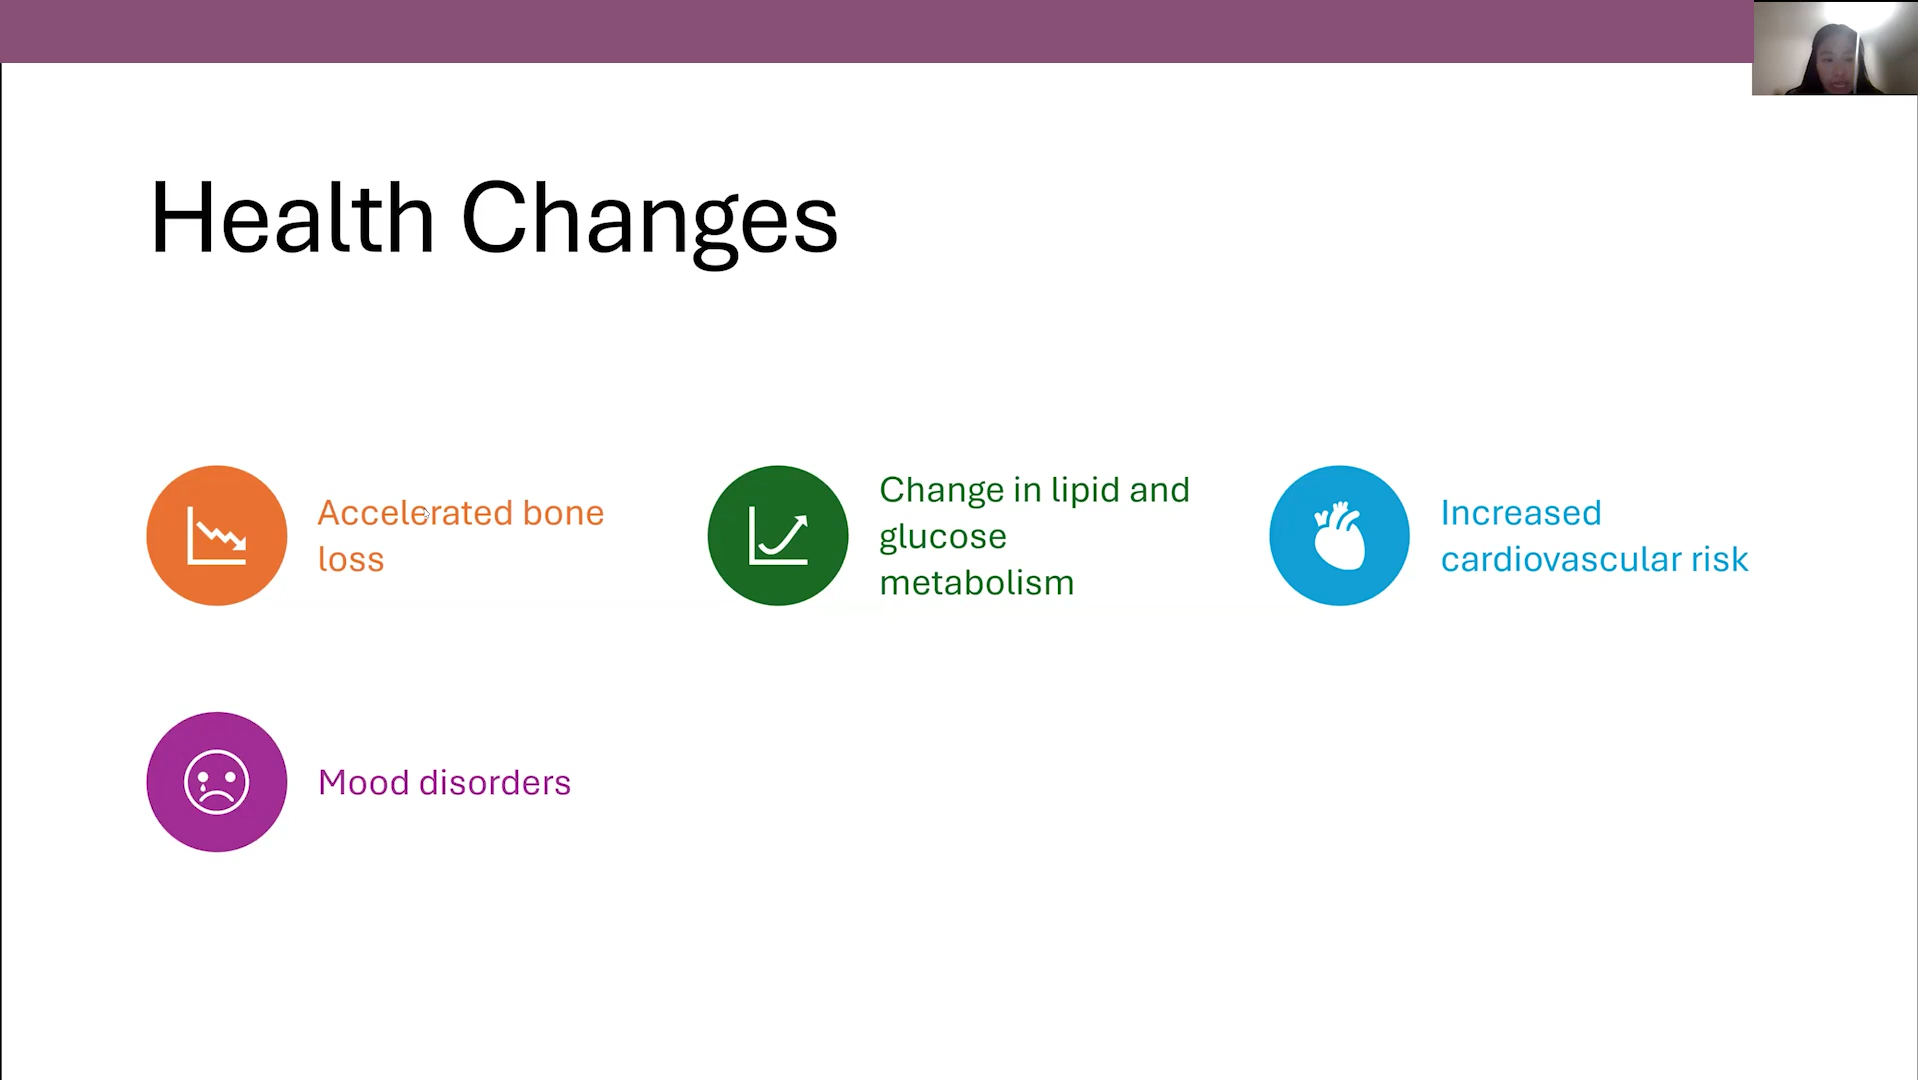 Health Changes
Accelerated bone
loss
Change in lipid and
glucose
metabolism
Increased
cardiovascular risk
Mood disorders